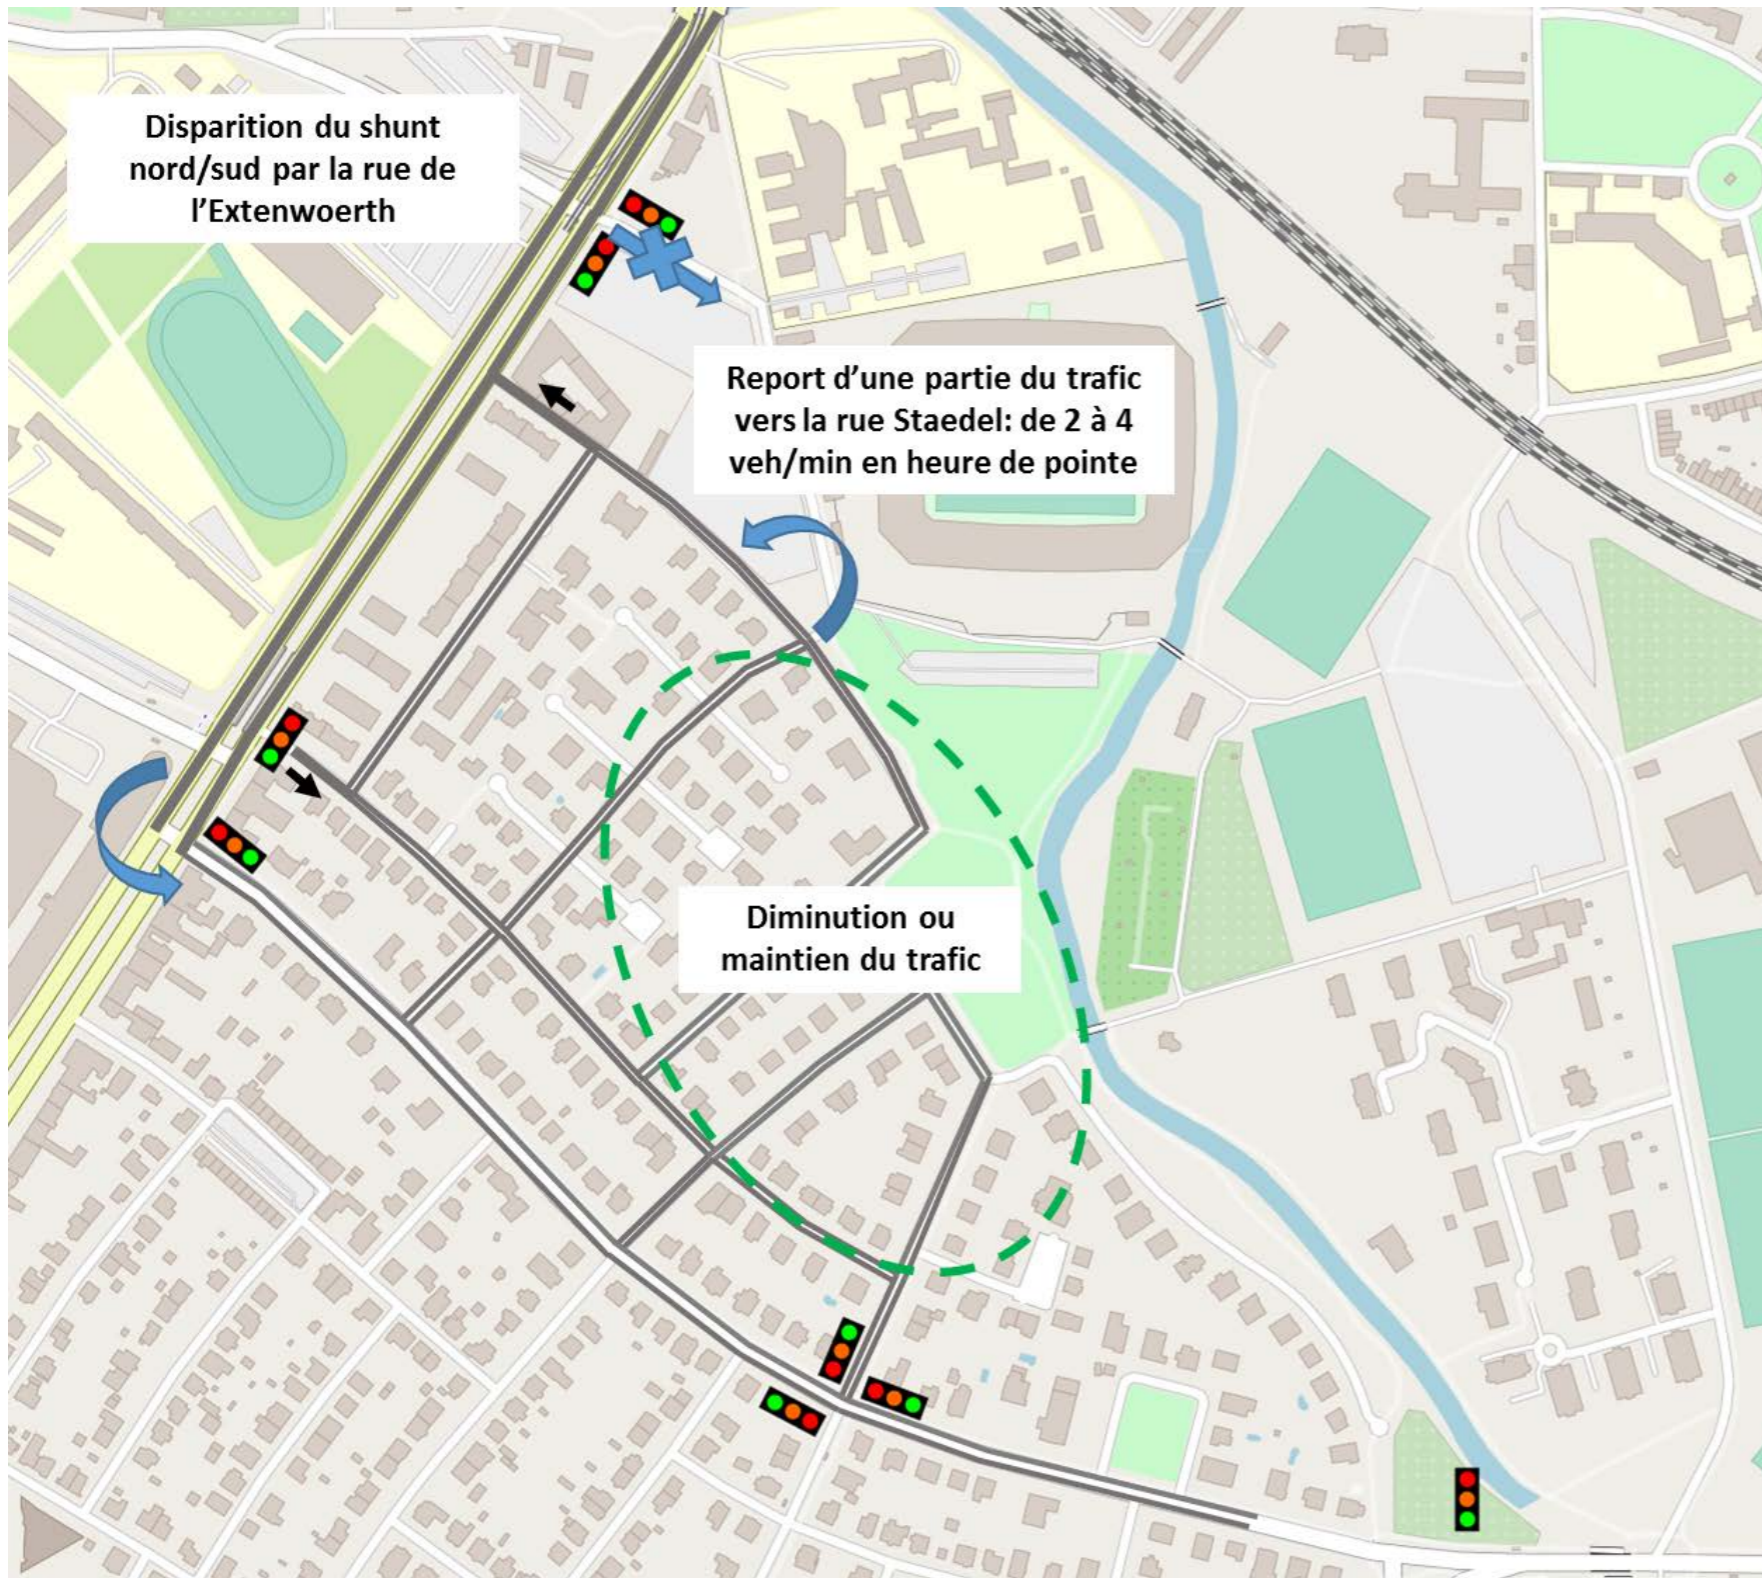 Disparition du shunt
nord/sud par la rue de
l’Extenwoerth
Report d’une partie du trafic
vers la rue Staedel: de 2 à 4
veh/min en heure de pointe
Diminution ou
maintien du trafic